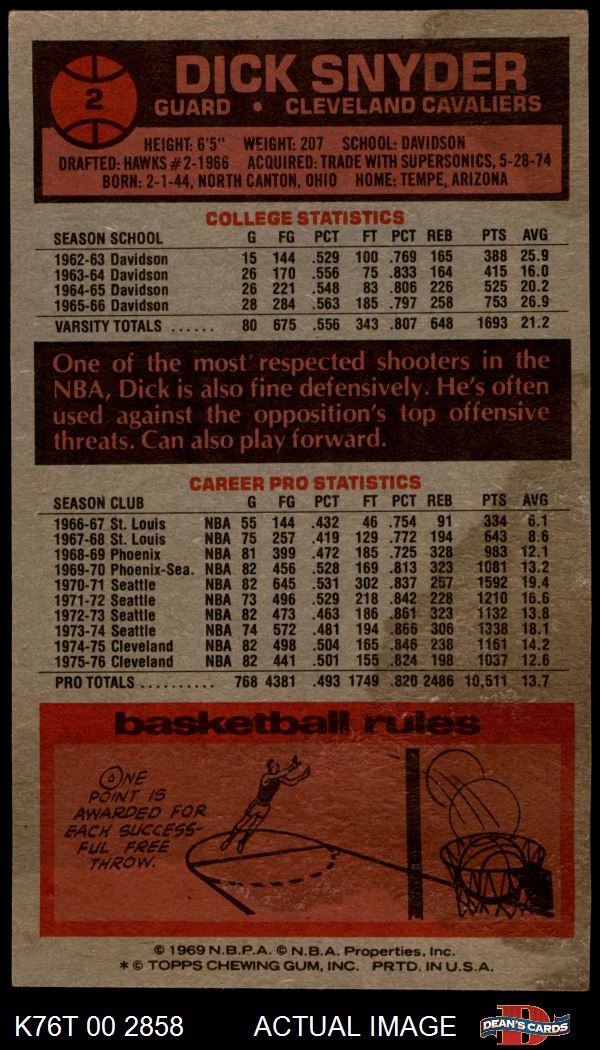 2
DICK SNYDER
GUARD • CLEVELAND CAVALIERS
HEIGHT: 6'5" WEIGHT: 207 SCHOOL: DAVIDSON
DRAFTED: HAWKS #2-1966 ACQUIRED: TRADE WITH SUPERSONICS, 5-28-74
BORN: 2-1-44, NORTH CANTON, OHIO HOME: TEMPE, ARIZONA
COLLEGE STATISTICS
SEASON SCHOOL G FG PCT FT PCT REB PTS AVG
1962-63 Davidson 15 144 .529 100 .769 165 388 25.9
1963-64 Davidson 26 170 .556 75 .833 164 415 16.0
1964-65 Davidson 26 221 .548 83 .806 226 525 20.2
1965-66 Davidson 28 284 .563 185 .797 258 753 26.9
VARSITY TOTALS ...... 80 675 .556 343 .807 648 1693 21.2
One of the most respected shooters in the
NBA, Dick is also fine defensively. He's often
used against the opposition's top offensive
threats. Can also play forward.
CAREER PRO STATISTICS
SEASON CLUB G FG PCT FT PCT REB PTS AVG
1966-67 St. Louis NBA 55 144 .432 46 .754 91 334 6.1
1967-68 St. Louis NBA 75 257 .419 129 .772 194 643 8.6
1968-69 Phoenix NBA 81 399 .472 185 .725 328 983 12.1
1969-70 Phoenix-Sea. NBA 82 456 .528 169 .813 323 1081 13.2
1970-71 Seattle NBA 82 645 .531 302 .837 257 1592 19.4
1971-72 Seattle NBA 73 496 .529 218 .842 228 1210 16.6
1972-73 Seattle NBA 82 473 .463 186 .861 323 1132 13.8
1973-74 Seattle NBA 74 572 .481 194 .866 306 1338 18.1
1974-75 Cleveland NBA 82 498 .504 165 .846 238 1161 14.2
1975-76 Cleveland NBA 82 441 .501 155 .824 198 1037 12.6
PRO TOTALS .......... 768 4381 .493 1749 .820 2486 10,511 13.7
basketball rules
ONE
POINT IS
AWARDED FOR
EACH SUCCESS-
FUL FREE
THROW.
© 1969 N.B.P.A. © N.B.A. Properties, Inc.
* © TOPPS CHEWING GUM, INC. PRTD. IN U.S.A.
K76T 00 2858 ACTUAL IMAGE D DEAN'S CARDS